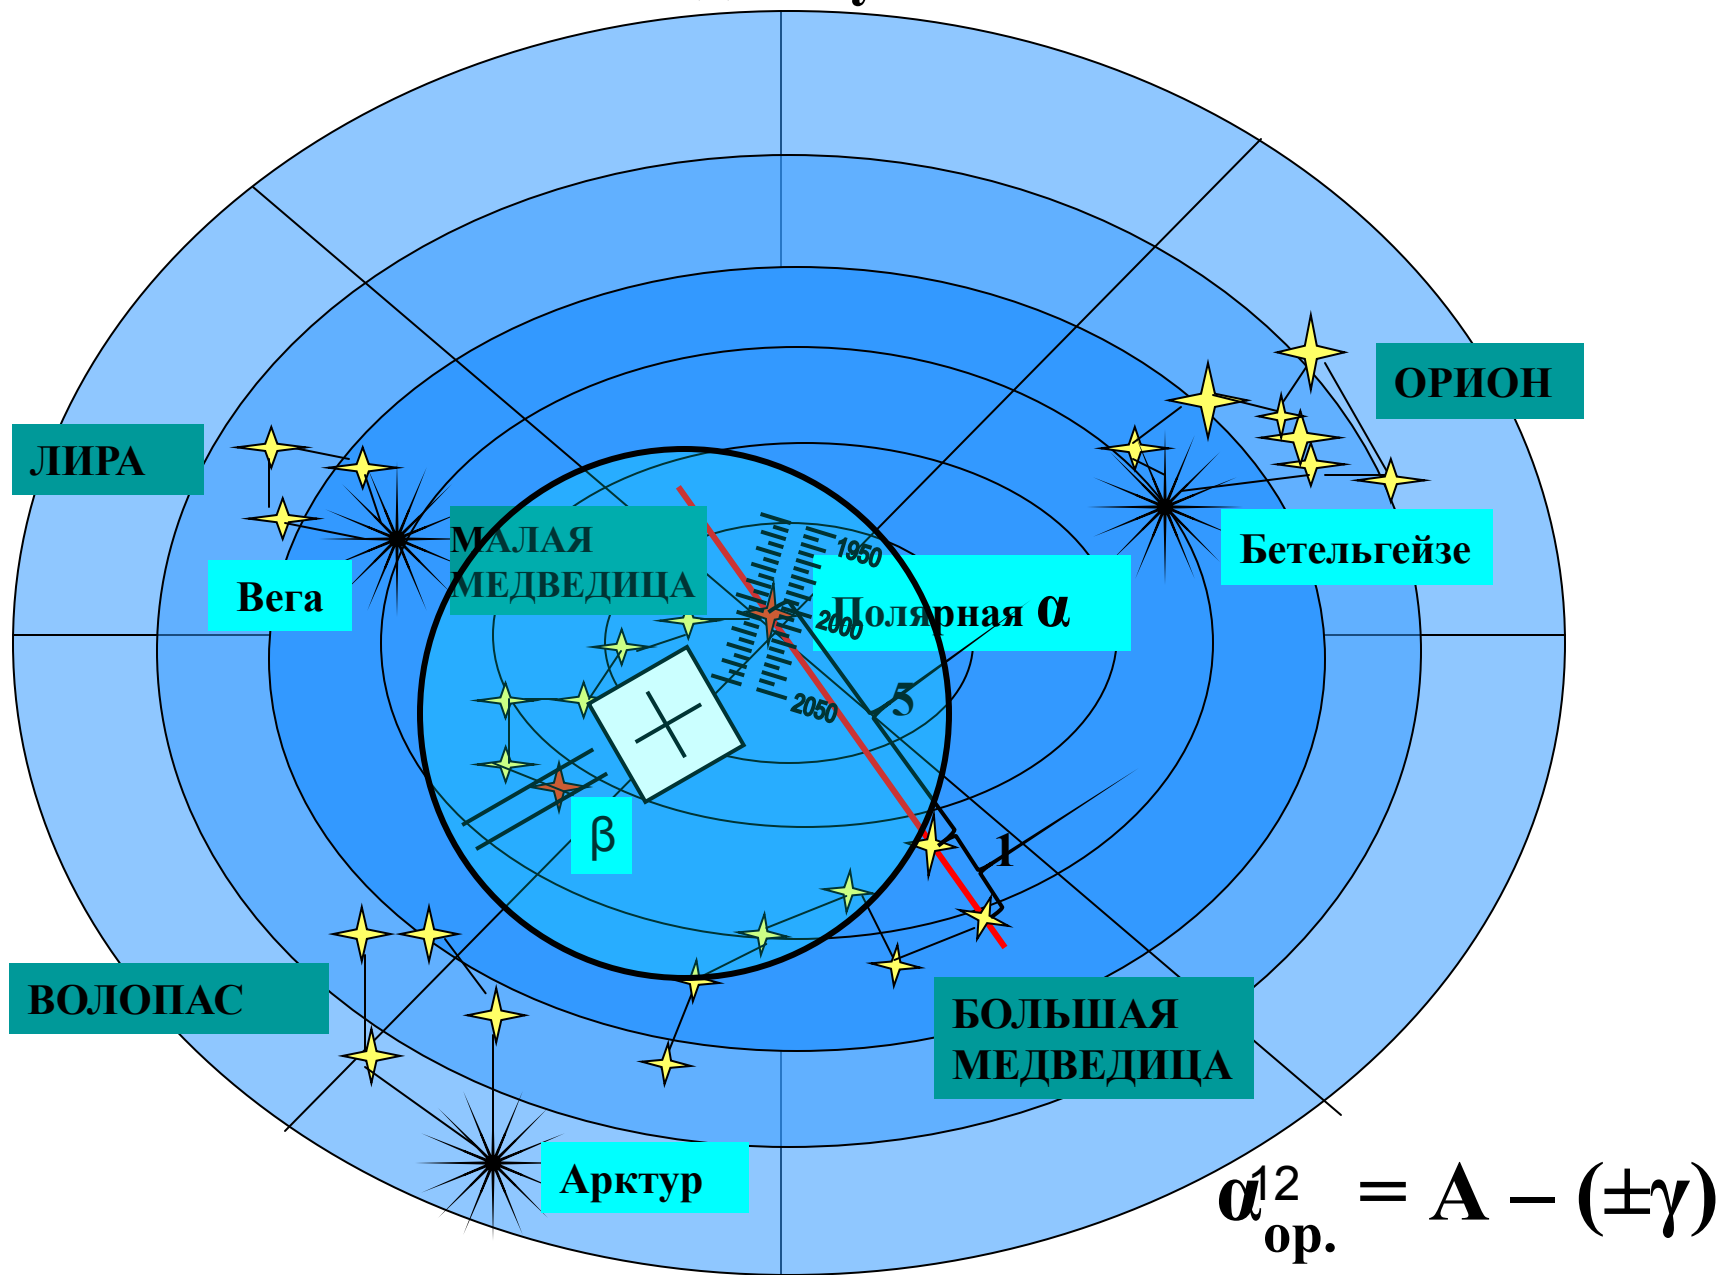 ОРИОН
ЛИРА
МАЛАЯ
МЕДВЕДИЦА
1950
Бетельгейзе
Вега
Полярная α
2000
5
2050
β
1
ВОЛОПАС
БОЛЬШАЯ
МЕДВЕДИЦА
Арктур
α¹²ор. = А – (±γ)